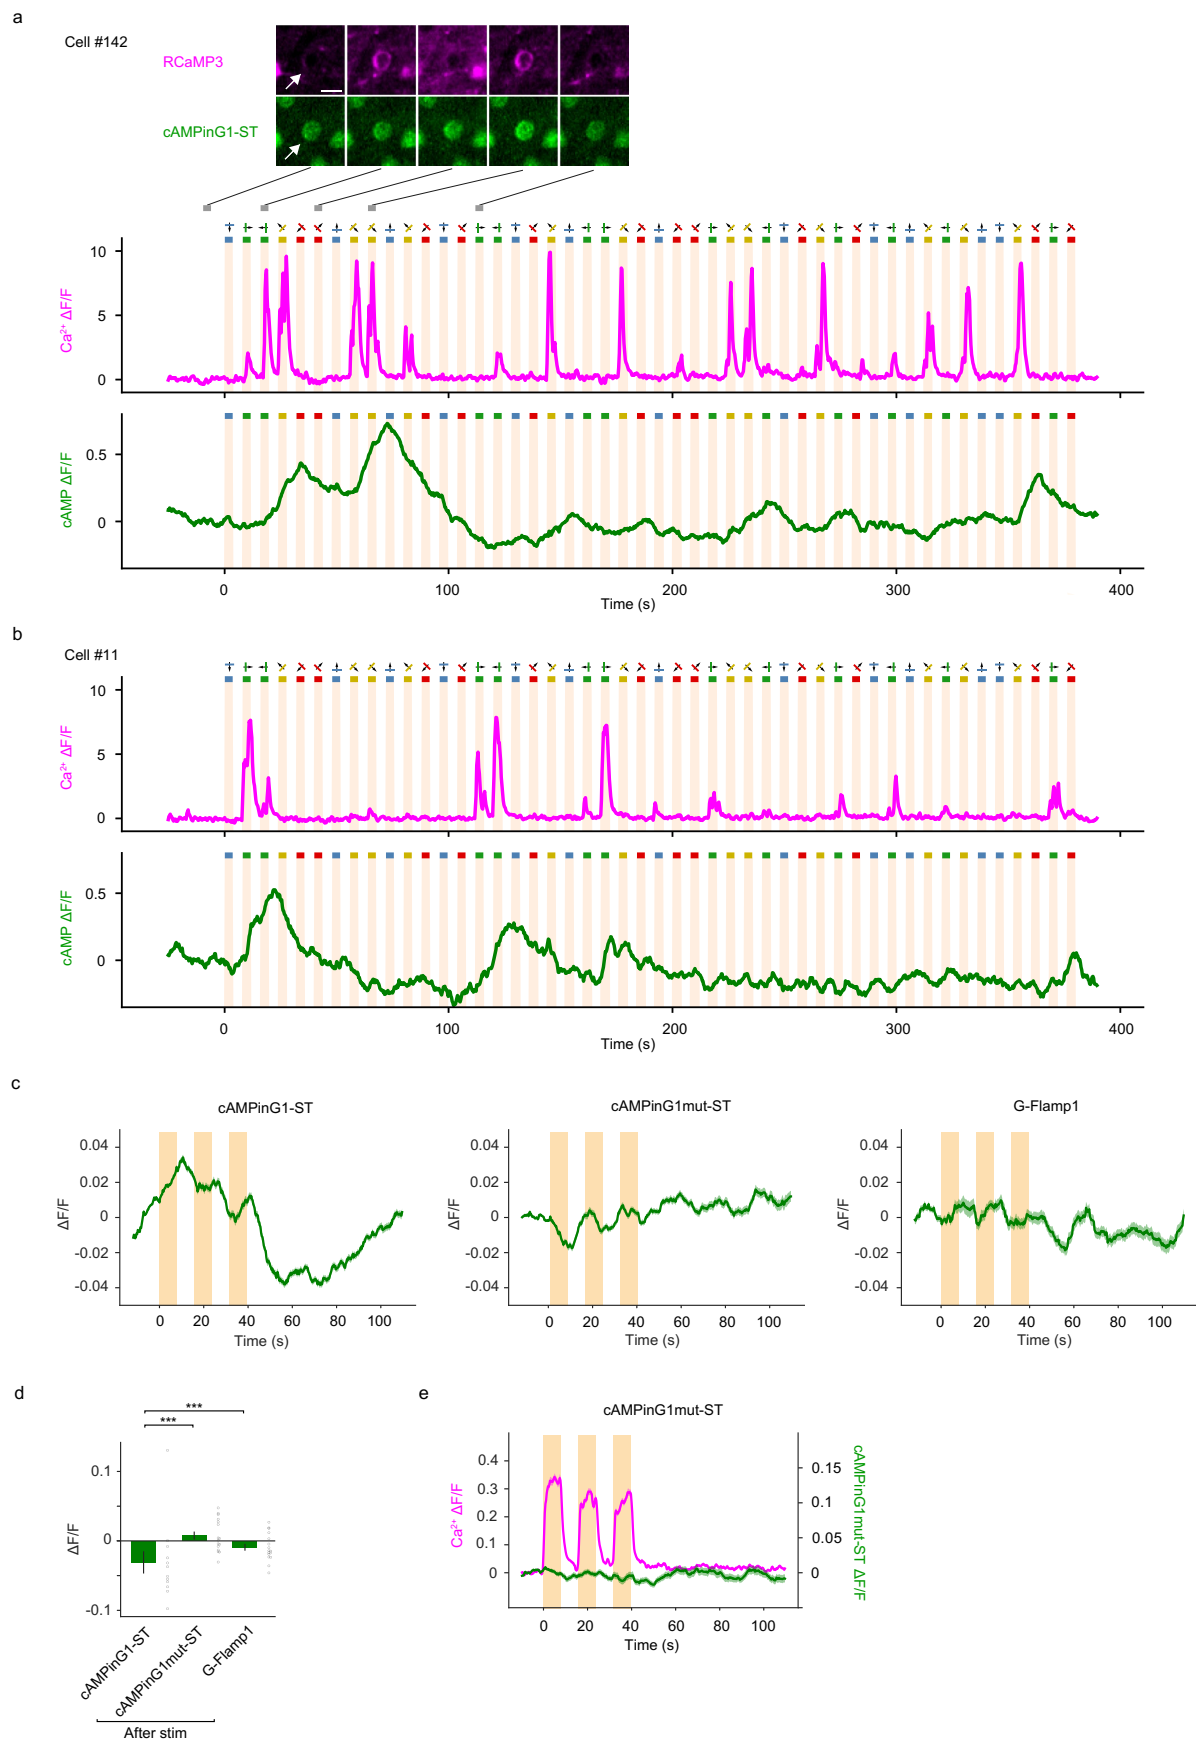 a
Cell #142
RCaMP3
cAMPinG1-ST
10
5
0
Ca²⁺ ΔF/F
0.5
0
cAMP ΔF/F
0 100 200 300 400
Time (s)
b
Cell #11
10
5
0
Ca²⁺ ΔF/F
0.5
0
cAMP ΔF/F
0 100 200 300 400
Time (s)
c
cAMPinG1-ST
0.04
0.02
0
-0.02
-0.04
ΔF/F
0 20 40 60 80 100
Time (s)
cAMPinG1mut-ST
0.04
0.02
0
-0.02
-0.04
ΔF/F
0 20 40 60 80 100
Time (s)
G-Flamp1
0.04
0.02
0
-0.02
-0.04
ΔF/F
0 20 40 60 80 100
Time (s)
d
***
***
0.1
0
-0.1
ΔF/F
cAMPinG1-ST
cAMPinG1mut-ST
G-Flamp1
After stim
e
cAMPinG1mut-ST
0.4
0.3
0.2
0.1
0
Ca²⁺ ΔF/F
0.15
0.1
0.05
0
cAMPinG1mut-ST ΔF/F
0 20 40 60 80 100
Time (s)